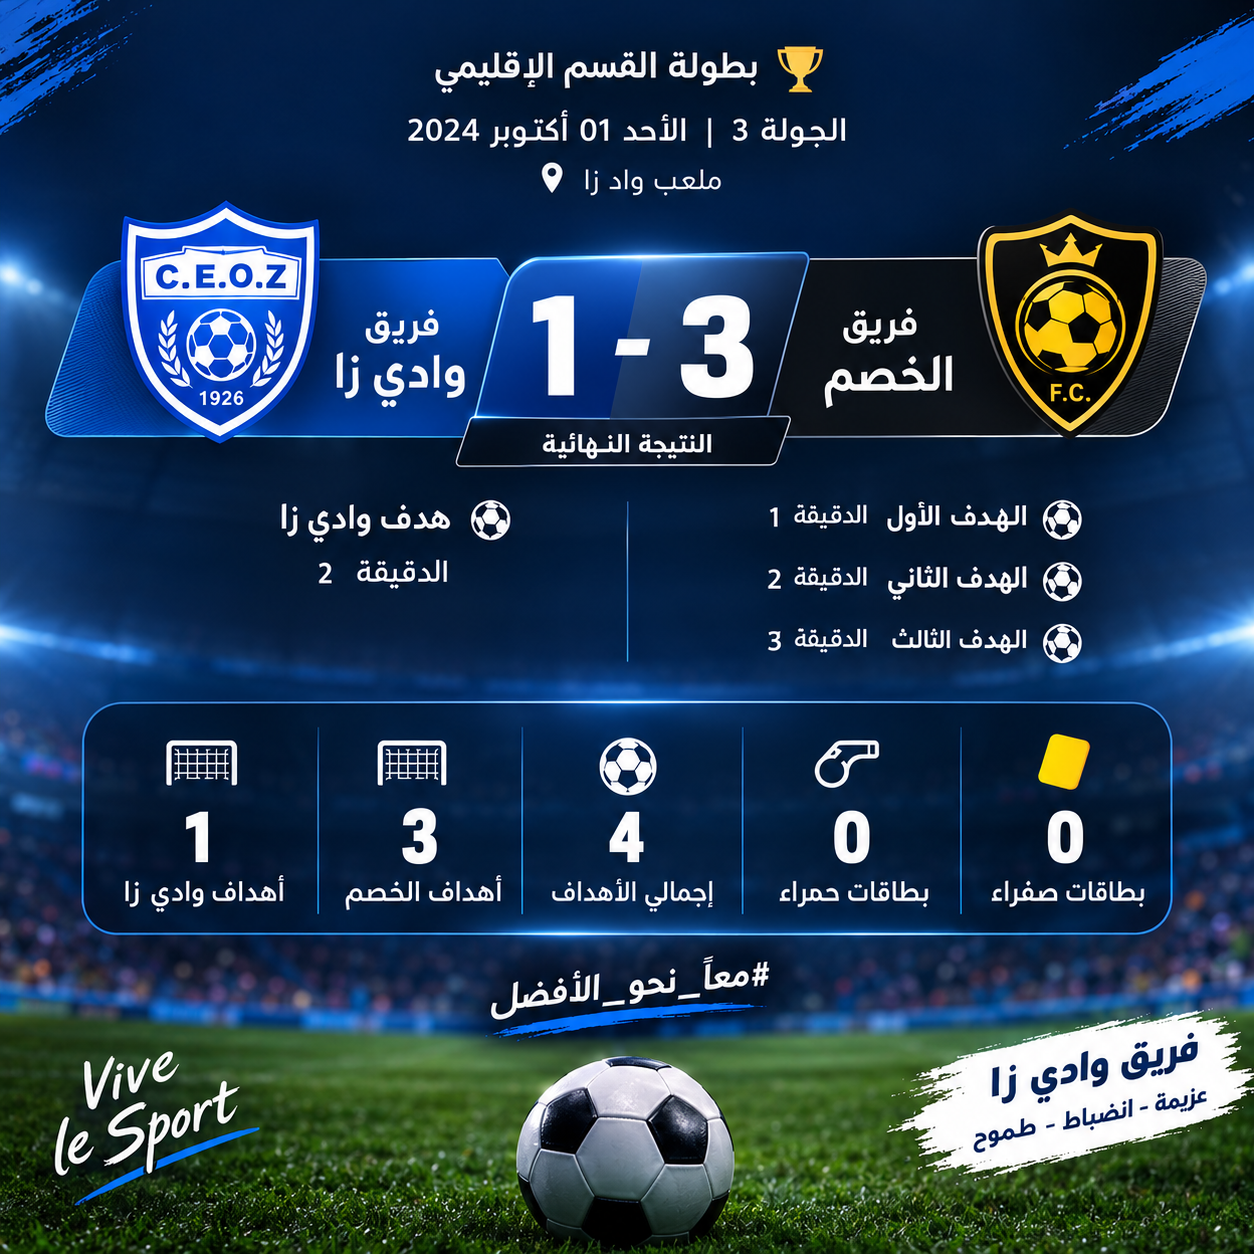 بطولة القسم الإقليمي
الجولة 3 | الأحد 01 أكتوبر 2024
ملعب واد زا
C.E.O.Z
1926
فريق
وادي زا
1 - 3
النتيجة النهائية
فريق
الخصم
F.C.
هدف وادي زا
الدقيقة 2
الهدف الأول الدقيقة 1
الهدف الثاني الدقيقة 2
الهدف الثالث الدقيقة 3
0
بطاقات صفراء
0
بطاقات حمراء
4
إجمالي الأهداف
3
أهداف الخصم
1
أهداف وادي زا
#معاً_نحو_الأفضل
Vive
le Sport
فريق وادي زا
عزيمة - انضباط - طموح